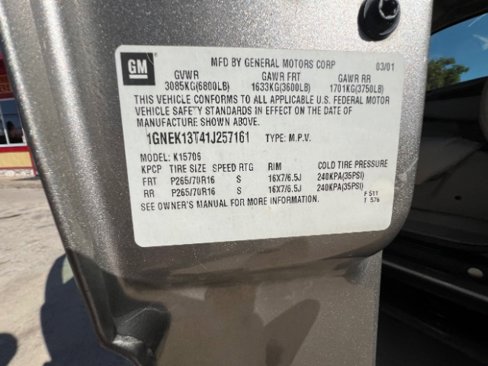 GM
MFD BY GENERAL MOTORS CORP 03/01
GVWR GAWR FRT GAWR RR
3085KG(6800LB) 1633KG(3600LB) 1701KG(3750LB)
THIS VEHICLE CONFORMS TO ALL APPLICABLE U.S. FEDERAL MOTOR
VEHICLE SAFETY STANDARDS IN EFFECT ON THE DATE OF
MANUFACTURE SHOWN ABOVE.
1GNEK13T41J257161 TYPE: M.P.V.
MODEL: K15706
KPCP TIRE SIZE SPEED RTG RIM COLD TIRE PRESSURE
FRT P265/70R16 S 16X7/6.5J 240KPA(35PSI)
RR P265/70R16 S 16X7/6.5J 240KPA(35PSI)
SEE OWNER'S MANUAL FOR MORE INFORMATION.
F 511
T 576